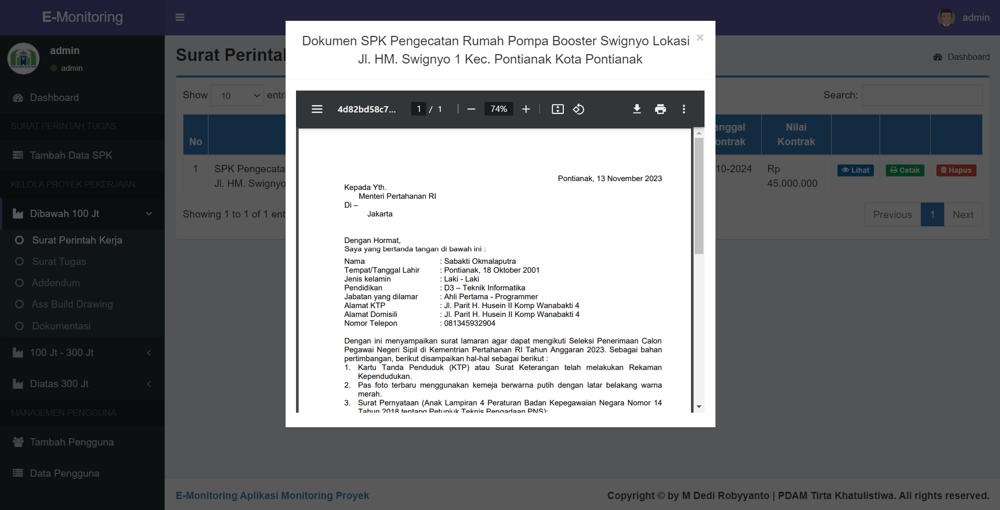 E-Monitoring
admin
admin
admin
Dashboard
SURAT PERINTAH TUGAS
Tambah Data SPK
KELOLA PROYEK PEKERJAAN
Dibawah 100 Jt
Surat Perintah Kerja
Surat Tugas
Addendum
Ass Build Drawing
Dokumentasi
100 Jt - 300 Jt
Diatas 300 Jt
MANAJEMEN PENGGUNA
Tambah Pengguna
Data Pengguna
Surat Perintah
Dashboard
Show 10 entri
Search:
No
anggal
ontrak
Nilai
Kontrak
1
SPK Pengecata
Jl. HM. Swignyo
10-2024
Rp
45.000.000
Lihat
Cetak
Hapus
Showing 1 to 1 of 1 ent
Previous 1 Next
Dokumen SPK Pengecatan Rumah Pompa Booster Swignyo Lokasi
Jl. HM. Swignyo 1 Kec. Pontianak Kota Pontianak
×
4d82bd58c7... 1 / 1 74%
Pontianak, 13 November 2023
Kepada Yth.
Menteri Pertahanan RI
Di –
Jakarta
Dengan Hormat,
Saya yang bertanda tangan di bawah ini :
Nama : Sabakti Okmalaputra
Tempat/Tanggal Lahir : Pontianak, 18 Oktober 2001
Jenis kelamin : Laki - Laki
Pendidikan : D3 – Teknik Informatika
Jabatan yang dilamar : Ahli Pertama - Programmer
Alamat KTP : Jl. Parit H. Husein II Komp Wanabakti 4
Alamat Domisili : Jl. Parit H. Husein II Komp Wanabakti 4
Nomor Telepon : 081345932904
Dengan ini menyampaikan surat lamaran agar dapat mengikuti Seleksi Penerimaan Calon
Pegawai Negeri Sipil di Kementrian Pertahanan RI Tahun Anggaran 2023. Sebagai bahan
pertimbangan, berikut disampaikan hal-hal sebagai berikut :
1. Kartu Tanda Penduduk (KTP) atau Surat Keterangan telah melakukan Rekaman
Kependudukan.
2. Pas foto terbaru menggunakan kemeja berwarna putih dengan latar belakang warna
merah.
3. Surat Pernyataan (Anak Lampiran 4 Peraturan Badan Kepegawaian Negara Nomor 14
Tahun 2018 tentang Petunjuk Teknis Pengadaan PNS);
E-Monitoring Aplikasi Monitoring Proyek
Copyright © by M Dedi Robyyanto | PDAM Tirta Khatulistiwa. All rights reserved.